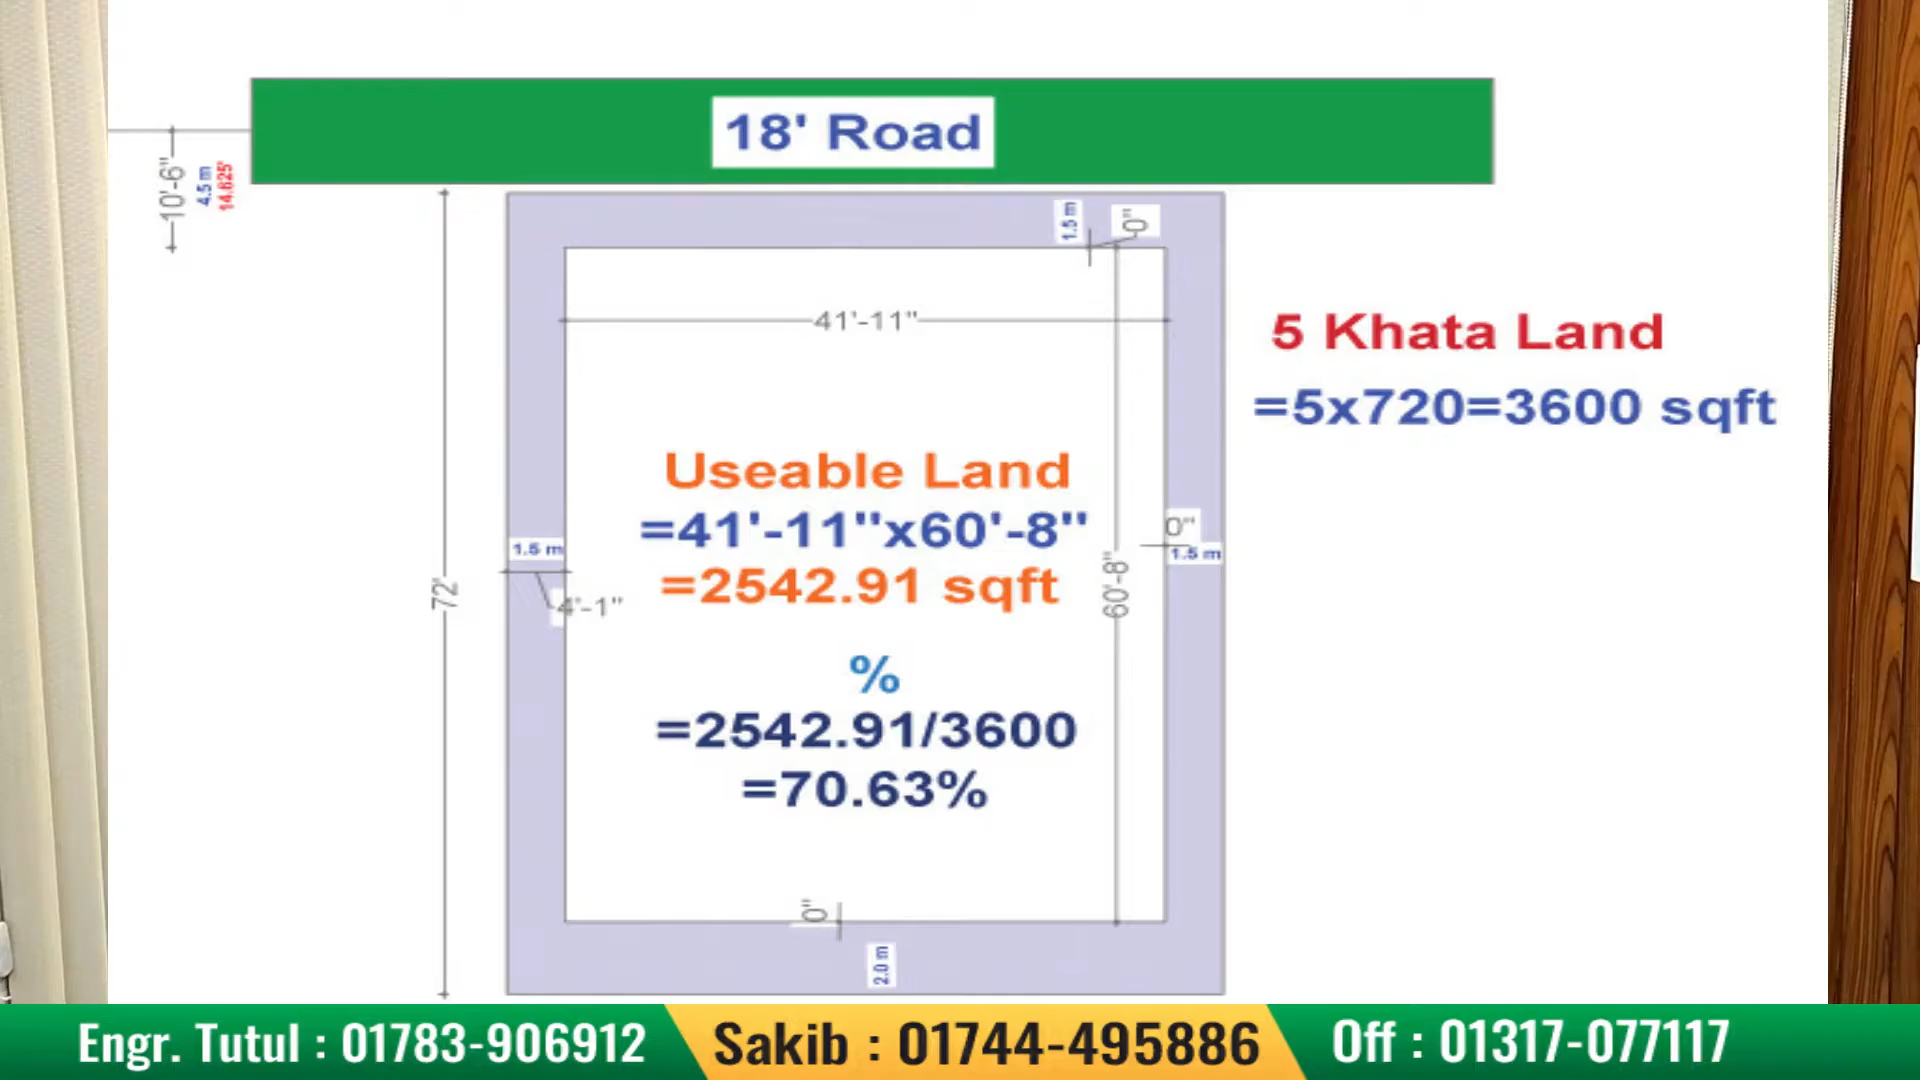 18' Road
10'-6"
4.5 m
14.625'
1.5 m
0"
41'-11"
5 Khata Land
=5x720=3600 sqft
Useable Land
=41'-11"x60'-8"
=2542.91 sqft
1.5 m
0"
1.5 m
72'
4'-1"
60'-8"
%
=2542.91/3600
=70.63%
0"
2.0 m
Engr. Tutul : 01783-906912
Sakib : 01744-495886
Off : 01317-077117